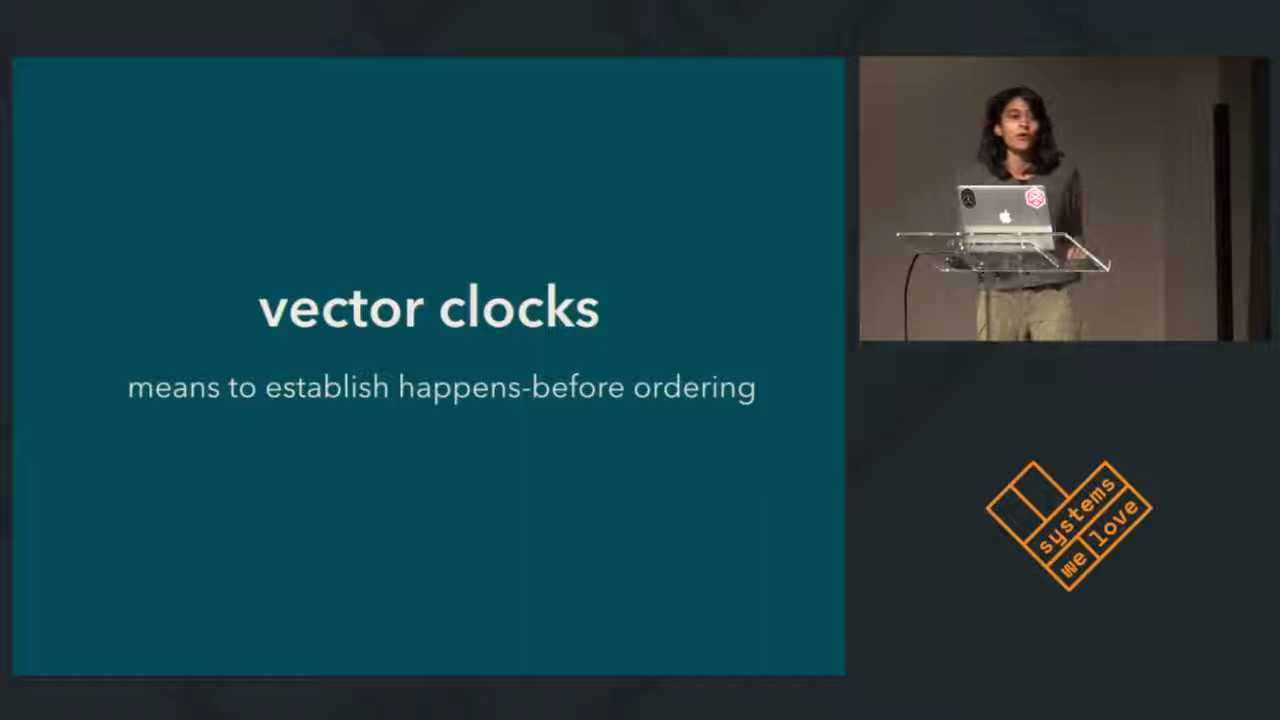 vector clocks
means to establish happens-before ordering
systems
we love